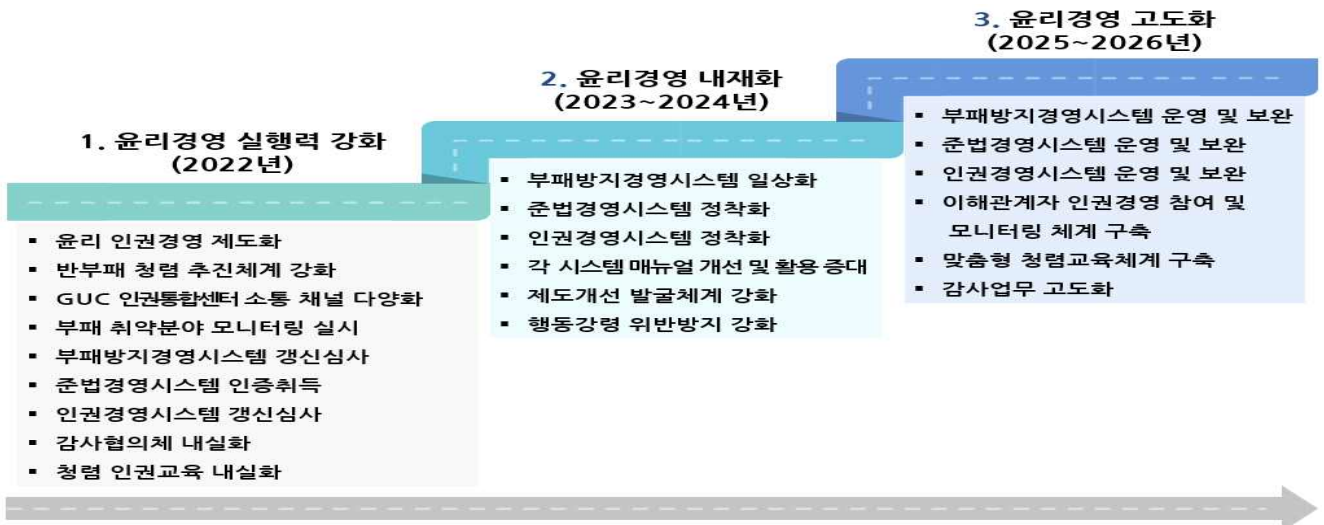 1. 윤리경영 실행력 강화
(2022년)
▪ 윤리 인권경영 제도화
▪ 반부패 청렴 추진체계 강화
▪ GUC 인권통합센터 소통 채널 다양화
▪ 부패 취약분야 모니터링 실시
▪ 부패방지경영시스템 갱신심사
▪ 준법경영시스템 인증취득
▪ 인권경영시스템 갱신심사
▪ 감사협의체 내실화
▪ 청렴 인권교육 내실화
2. 윤리경영 내재화
(2023~2024년)
▪ 부패방지경영시스템 일상화
▪ 준법경영시스템 정착화
▪ 인권경영시스템 정착화
▪ 각 시스템 매뉴얼 개선 및 활용 증대
▪ 제도개선 발굴체계 강화
▪ 행동강령 위반방지 강화
3. 윤리경영 고도화
(2025~2026년)
▪ 부패방지경영시스템 운영 및 보완
▪ 준법경영시스템 운영 및 보완
▪ 인권경영시스템 운영 및 보완
▪ 이해관계자 인권경영 참여 및
모니터링 체계 구축
▪ 맞춤형 청렴교육체계 구축
▪ 감사업무 고도화